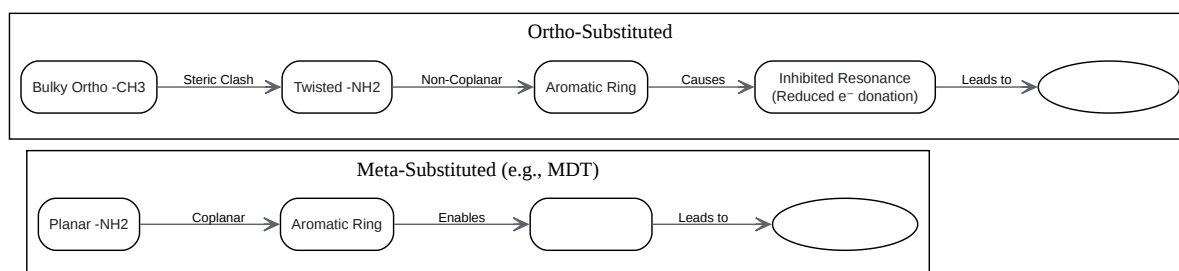 Ortho-Substituted
Bulky Ortho -CH3
Steric Clash
Twisted -NH2
Non-Coplanar
Aromatic Ring
Causes
Inhibited Resonance
(Reduced e⁻ donation)
Leads to
Meta-Substituted (e.g., MDT)
Planar -NH2
Coplanar
Aromatic Ring
Enables
Leads to